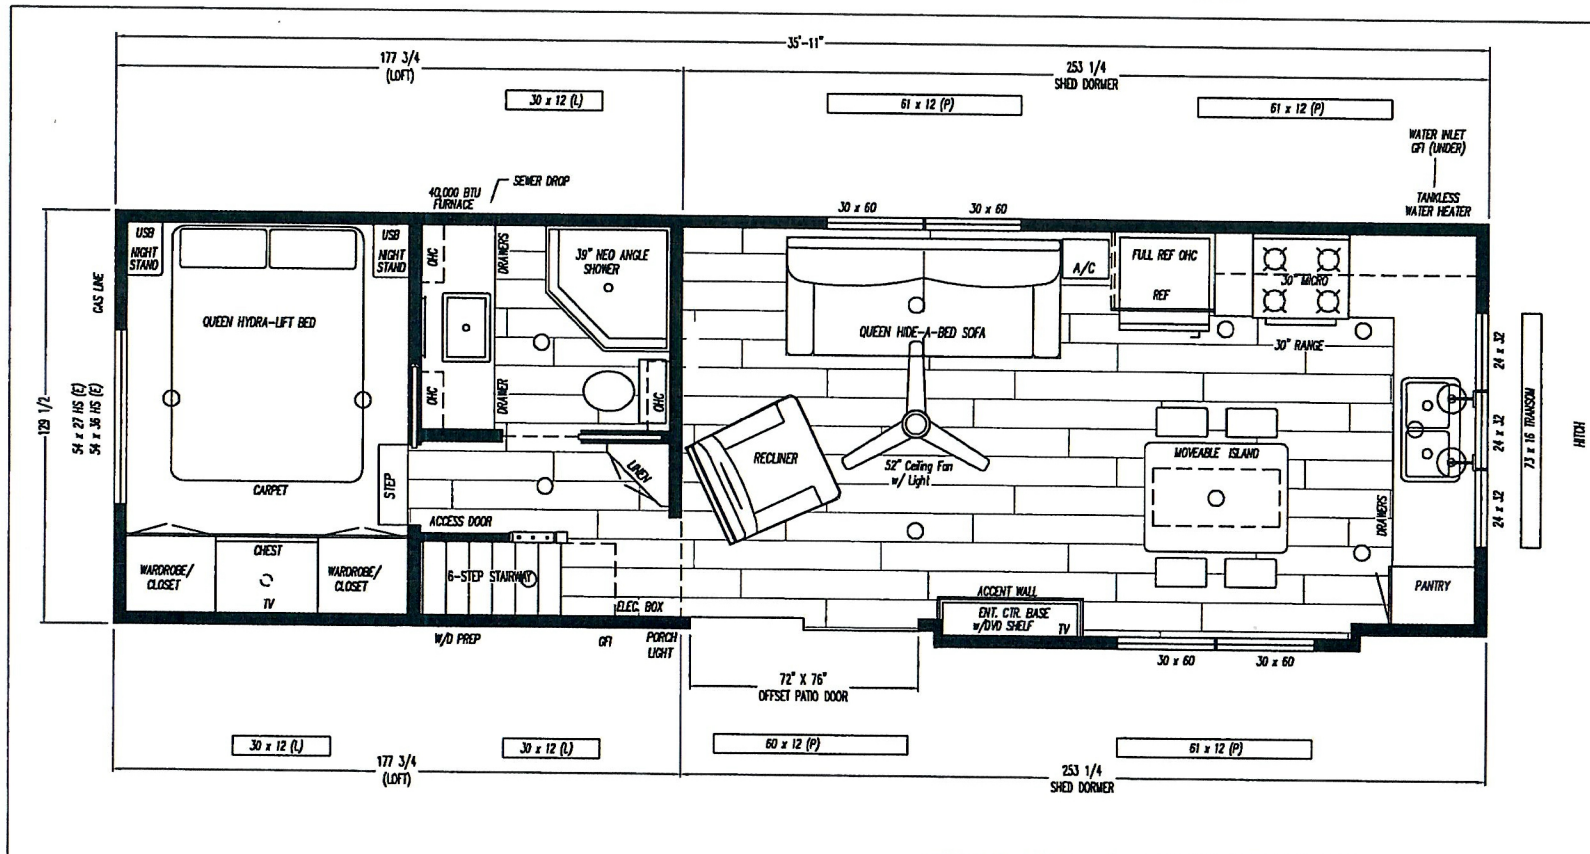 35'-11"
177 3/4
(LOFT)
253 1/4
SHED DORMER
30 x 12 (L)
61 x 12 (P)
61 x 12 (P)
WATER INLET
GFI (UNDER)
TANKLESS
WATER HEATER
40,000 BTU
FURNACE
SEWER DROP
30 x 60
30 x 60
USB
NIGHT
STAND
USB
NIGHT
STAND
OHC
DRAWERS
39" NEO ANGLE
SHOWER
A/C
FULL REF OHC
REF
30" MICRO
GAS LINE
QUEEN HYDRA-LIFT BED
QUEEN HIDE-A-BED SOFA
30" RANGE
24 x 32
129 1/2
54 x 27 HS (E)
54 x 36 HS (E)
OHC
DRAWER
OHC
24 x 32
73 x 16 TRANSOM
HITCH
RECLINER
52" Ceiling Fan
w/ Light
MOVEABLE ISLAND
LINEN
CARPET
STEP
24 x 32
DRAWERS
ACCESS DOOR
CHEST
WARDROBE/
CLOSET
TV
WARDROBE/
CLOSET
6-STEP STAIRWAY
ELEC. BOX
ACCENT WALL
ENT. CTR. BASE
w/DVD SHELF
TV
PANTRY
W/D PREP
GFI
PORCH
LIGHT
30 x 60
30 x 60
72" X 76"
OFFSET PATIO DOOR
30 x 12 (L)
30 x 12 (L)
60 x 12 (P)
61 x 12 (P)
177 3/4
(LOFT)
253 1/4
SHED DORMER